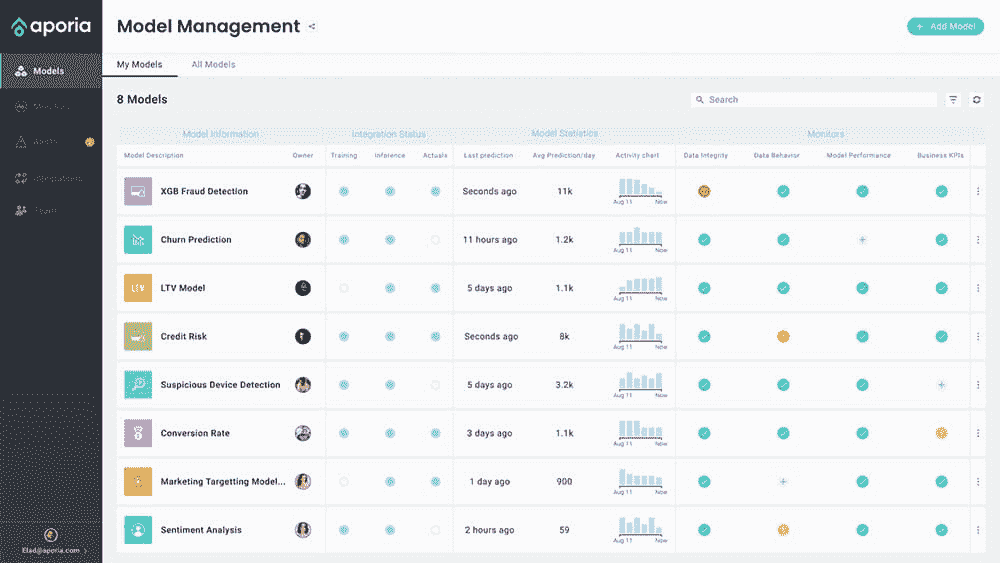 aporia
Model Management
+ Add Model
Models
My Models All Models
8 Models
Search
Model Information Integration Status Model Statistics Monitors
Model Description Owner Training Inference Actuals Last prediction Avg Prediction/day Activity chart Data Integrity Data Behavior Model Performance Business KPIs
XGB Fraud Detection Seconds ago 11k Aug 11 Now
Churn Prediction 11 hours ago 1.2k Aug 11 Now
LTV LTV Model 5 days ago 1.1k Aug 11 Now
Credit Risk Seconds ago 8k Aug 11 Now
Suspicious Device Detection 5 days ago 3.2k Aug 11 Now
Conversion Rate 3 days ago 1.1k Aug 11 Now
Marketing Targetting Model... 1 day ago 900 Aug 11 Now
Sentiment Analysis 2 hours ago 59 Aug 11 Now
Elad@aporia.com